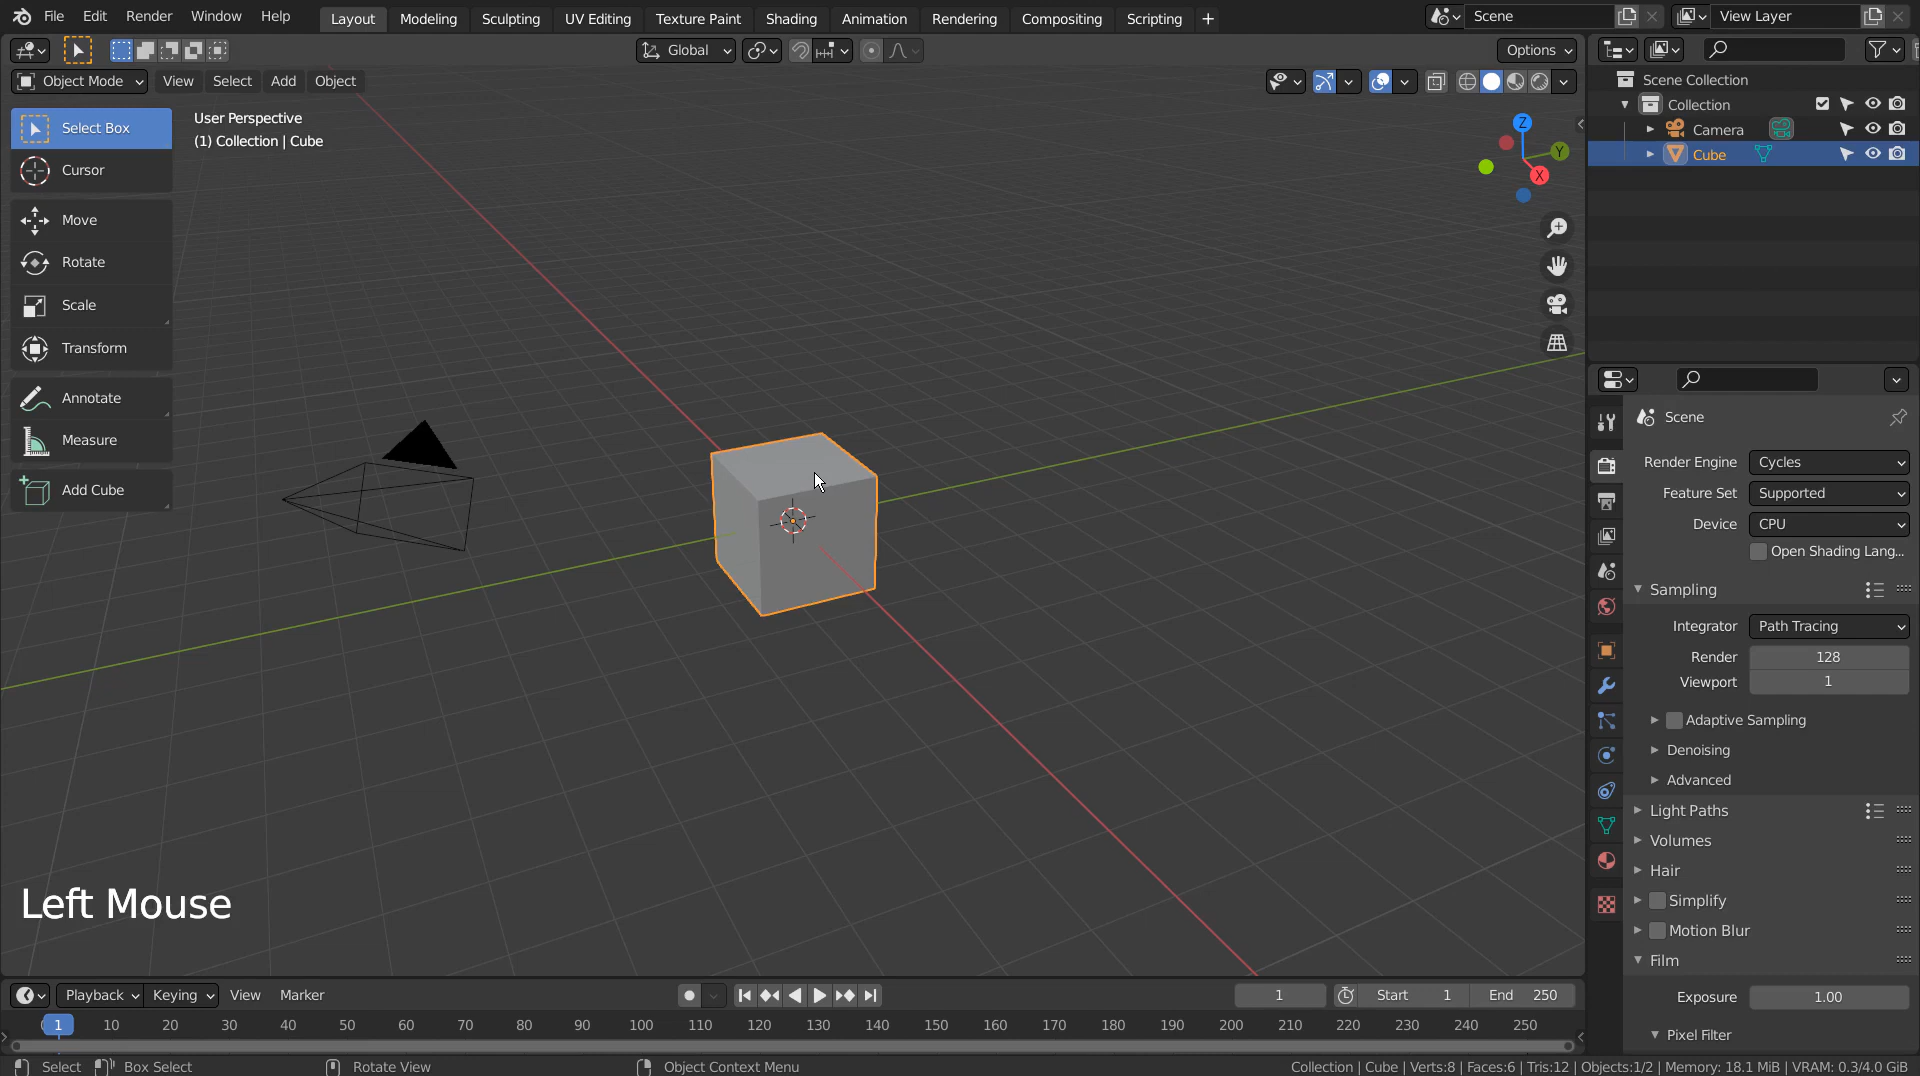 File Edit Render Window Help Layout Modeling Sculpting UV Editing Texture Paint Shading Animation Rendering Compositing Scripting + Scene View Layer
Global Options
Object Mode View Select Add Object
Select Box
Cursor
Move
Rotate
Scale
Transform
Annotate
Measure
Add Cube
User Perspective
(1) Collection | Cube
Z
Y
X
Left Mouse
Scene Collection
Collection
Camera
Cube
Scene
Render Engine Cycles
Feature Set Supported
Device CPU
Open Shading Lang...
Sampling
Integrator Path Tracing
Render 128
Viewport 1
Adaptive Sampling
Denoising
Advanced
Light Paths
Volumes
Hair
Simplify
Motion Blur
Film
Exposure 1.00
Pixel Filter
Playback Keying View Marker 1 Start 1 End 250
1 10 20 30 40 50 60 70 80 90 100 110 120 130 140 150 160 170 180 190 200 210 220 230 240 250
Select Box Select Rotate View Object Context Menu Collection | Cube | Verts:8 | Faces:6 | Tris:12 | Objects:1/2 | Memory: 18.1 MiB | VRAM: 0.3/4.0 GiB